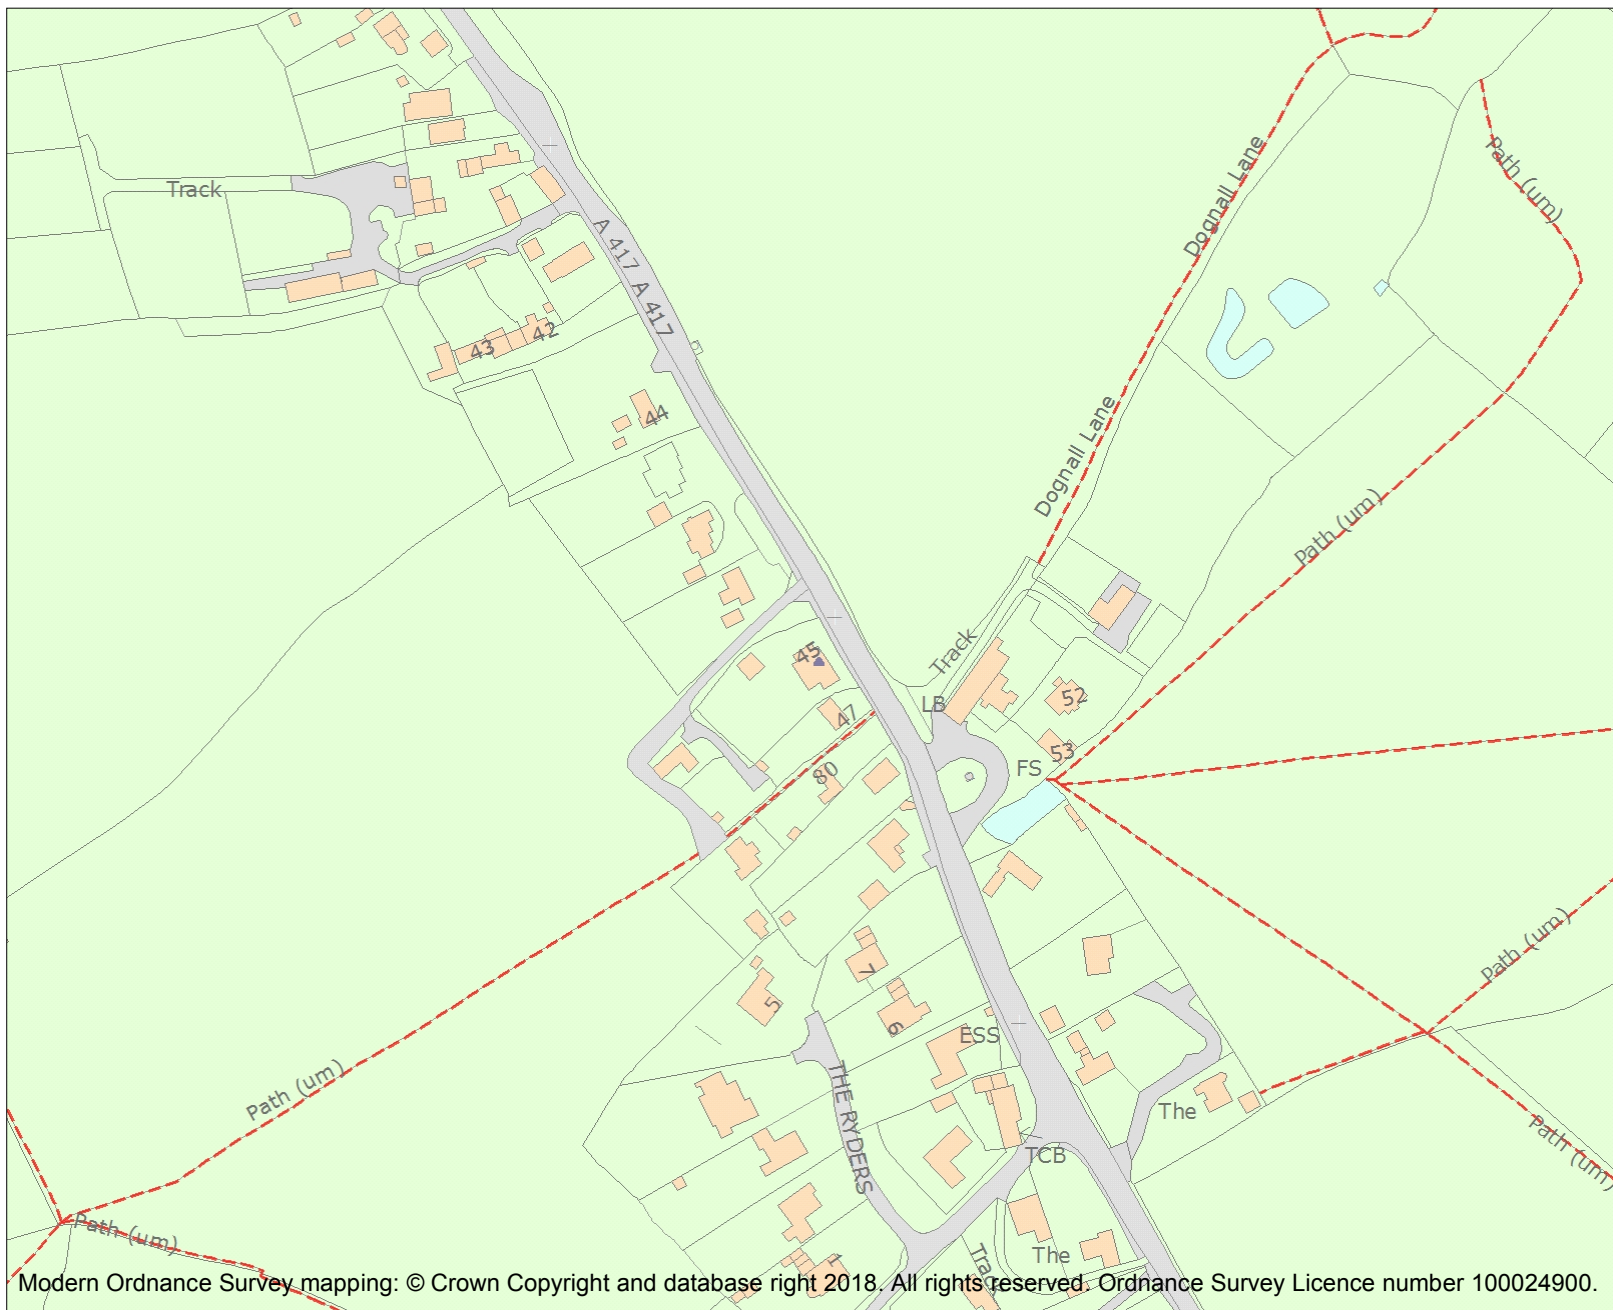 Track
A 417
A 417
Dognall Lane
Path (um)
43
42
44
Dognall Lane
Path (um)
Track
45
LB
52
47
53
FS
80
7
Path (um)
5
6
ESS
Path (um)
THE RYDERS
The
TCB
Path (um)
Path (um)
The
Track
1
Modern Ordnance Survey mapping: © Crown Copyright and database right 2018. All rights reserved. Ordnance Survey Licence number 100024900.